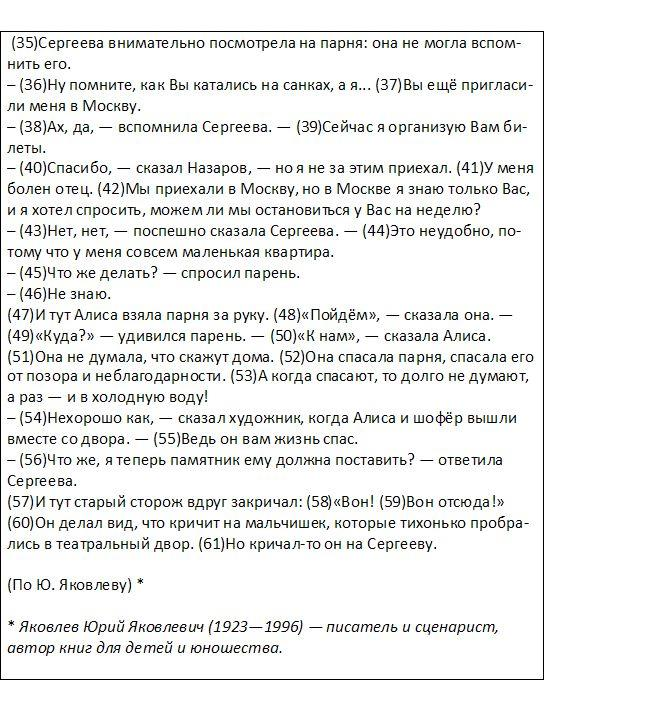 (35)Сергеева внимательно посмотрела на парня: она не могла вспом-
нить его.
– (36)Ну помните, как Вы катались на санках, а я... (37)Вы ещё пригласи-
ли меня в Москву.
– (38)Ах, да, — вспомнила Сергеева. — (39)Сейчас я организую Вам би-
леты.
– (40)Спасибо, — сказал Назаров, — но я не за этим приехал. (41)У меня
болен отец. (42)Мы приехали в Москву, но в Москве я знаю только Вас,
и я хотел спросить, можем ли мы остановиться у Вас на неделю?
– (43)Нет, нет, — поспешно сказала Сергеева. — (44)Это неудобно, по-
тому что у меня совсем маленькая квартира.
– (45)Что же делать? — спросил парень.
– (46)Не знаю.
(47)И тут Алиса взяла парня за руку. (48)«Пойдём», — сказала она. —
(49)«Куда?» — удивился парень. — (50)«К нам», — сказала Алиса.
(51)Она не думала, что скажут дома. (52)Она спасала парня, спасала его
от позора и неблагодарности. (53)А когда спасают, то долго не думают,
а раз — и в холодную воду!
– (54)Нехорошо как, — сказал художник, когда Алиса и шофёр вышли
вместе со двора. — (55)Ведь он вам жизнь спас.
– (56)Что же, я теперь памятник ему должна поставить? — ответила
Сергеева.
(57)И тут старый сторож вдруг закричал: (58)«Вон! (59)Вон отсюда!»
(60)Он делал вид, что кричит на мальчишек, которые тихонько пробра-
лись в театральный двор. (61)Но кричал-то он на Сергееву.
(По Ю. Яковлеву) *
* Яковлев Юрий Яковлевич (1923—1996) — писатель и сценарист,
автор книг для детей и юношества.